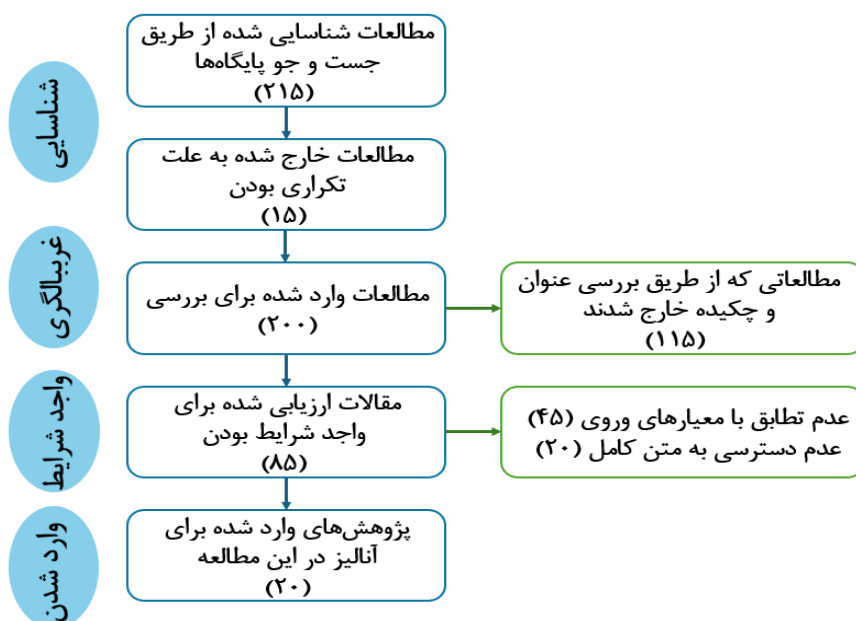 مطالعات شناسایی شده از طریق
جست و جو پایگاه‌ها
(۲۱۵)
شناسایی
مطالعات خارج شده به علت
تکراری بودن
(۱۵)
غربالگری
مطالعات وارد شده برای بررسی
(۲۰۰)
مطالعاتی که از طریق بررسی عنوان
و چکیده خارج شدند
(۱۱۵)
واجد شرایط
مقالات ارزیابی شده برای
واجد شرایط بودن
(۸۵)
عدم تطابق با معیارهای وروی (۴۵)
عدم دسترسی به متن کامل (۲۰)
وارد شدن
پژوهش‌های وارد شده برای
آنالیز در این مطالعه
(۲۰)